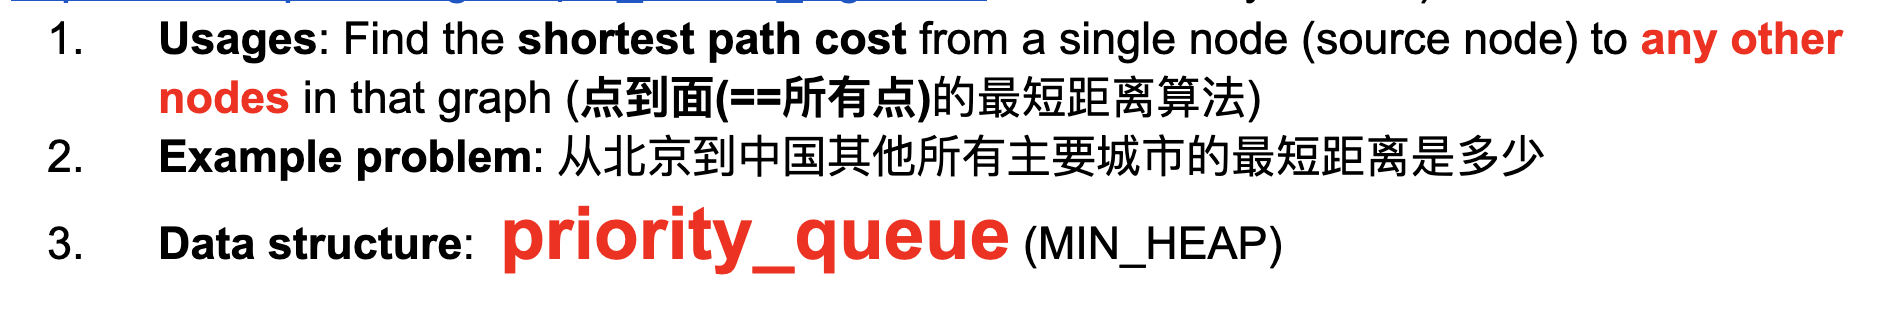 1. Usages: Find the shortest path cost from a single node (source node) to any other
nodes in that graph (点到面(==所有点)的最短距离算法)
2. Example problem: 从北京到中国其他所有主要城市的最短距离是多少
3. Data structure: priority_queue (MIN_HEAP)